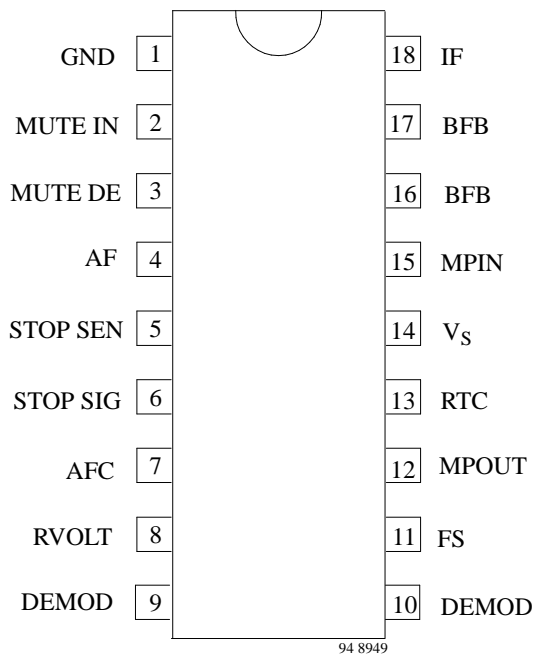 GND 1 18 IF
MUTE IN 2 17 BFB
MUTE DE 3 16 BFB
AF 4 15 MPIN
STOP SEN 5 14 VS
STOP SIG 6 13 RTC
AFC 7 12 MPOUT
RVOLT 8 11 FS
DEMOD 9 10 DEMOD
94 8949